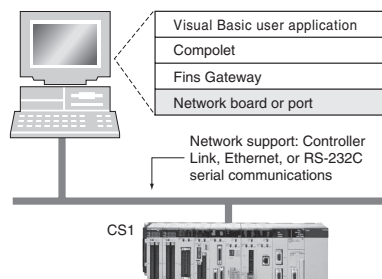 Visual Basic user application
Compolet
Fins Gateway
Network board or port
Network support: Controller
Link, Ethernet, or RS-232C
serial communications
CS1